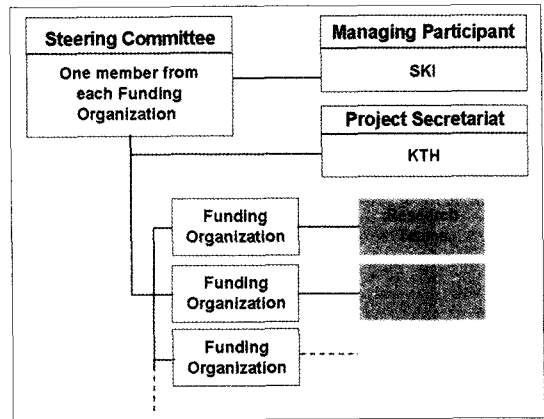 Steering Committee
One member from
each Funding
Organization
Managing Participant
SKI
Project Secretariat
KTH
Funding
Organization
Research
Funding
Organization
Funding
Organization